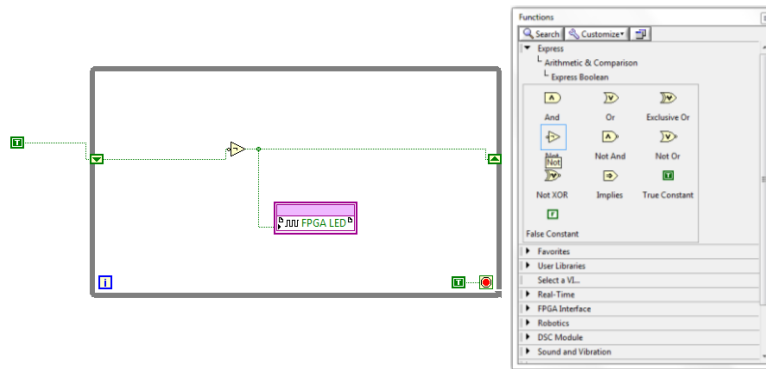 Functions
Search Customize
Express
Arithmetic & Comparison
Express Boolean
And Or Exclusive Or
Not Not And Not Or
Not
Not XOR Implies True Constant
False Constant
Favorites
User Libraries
Select a VI...
Real-Time
FPGA Interface
Robotics
DSC Module
Sound and Vibration
T
FPGA LED
i
T